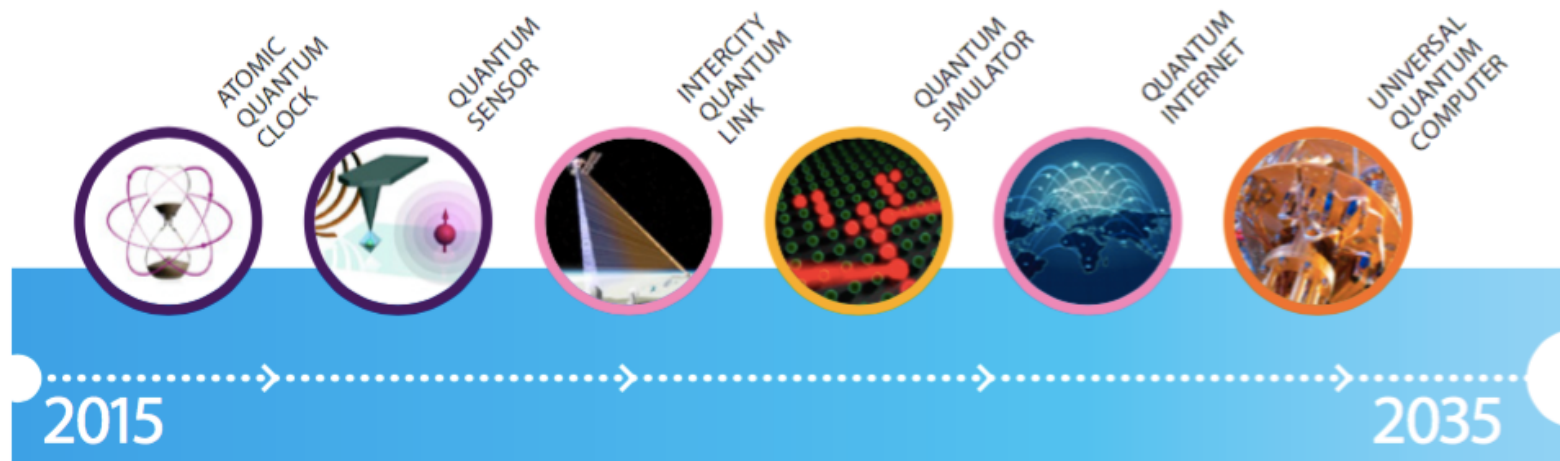 ATOMIC
QUANTUM
CLOCK
QUANTUM
SENSOR
INTERCITY
QUANTUM
LINK
QUANTUM
SIMULATOR
QUANTUM
INTERNET
UNIVERSAL
QUANTUM
COMPUTER
2015
2035